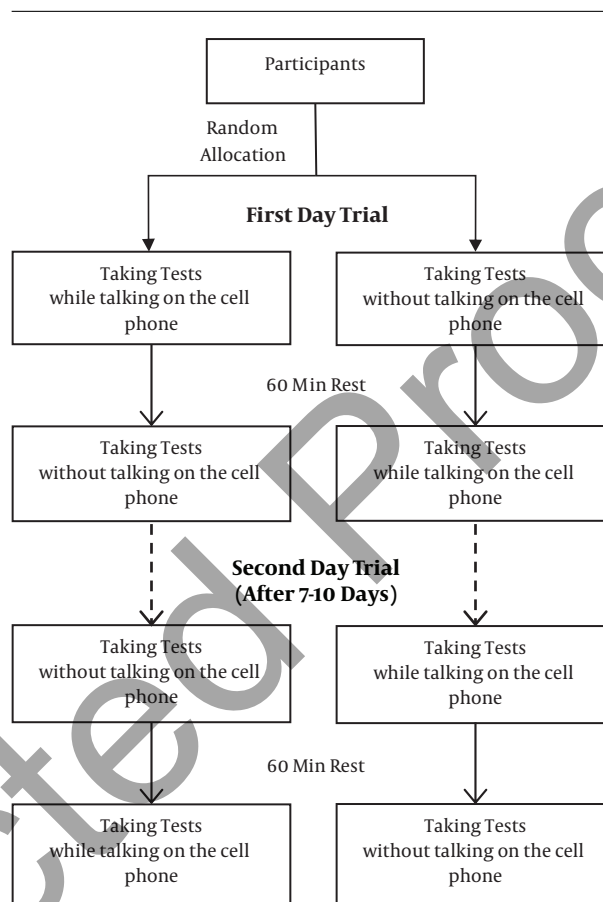 Participants
Random
Allocation
First Day Trial
Taking Tests
while talking on the cell
phone
Taking Tests
without talking on the cell
phone
60 Min Rest
Taking Tests
without talking on the cell
phone
Taking Tests
while talking on the cell
phone
Second Day Trial
(After 7-10 Days)
Taking Tests
without talking on the cell
phone
Taking Tests
while talking on the cell
phone
60 Min Rest
Taking Tests
while talking on the cell
phone
Taking Tests
without talking on the cell
phone
cted Proo